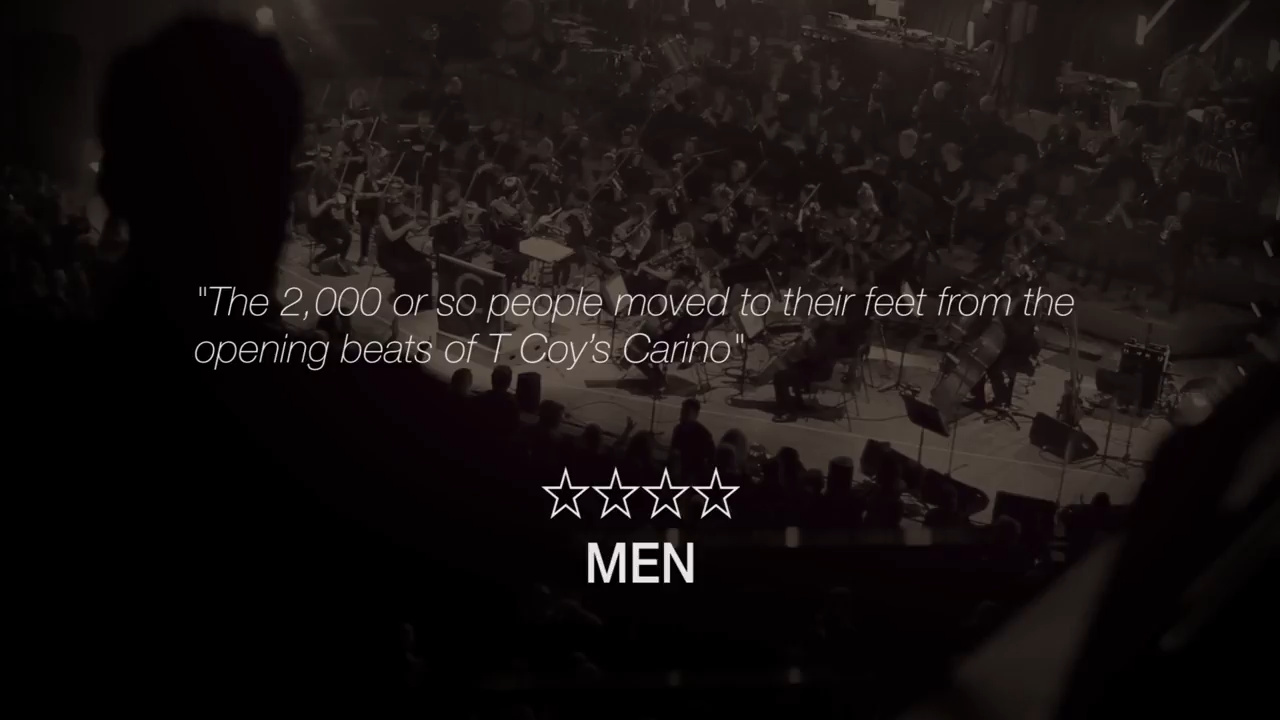 "The 2,000 or so people moved to their feet from the
opening beats of T Coy’s Carino"
☆☆☆☆
MEN